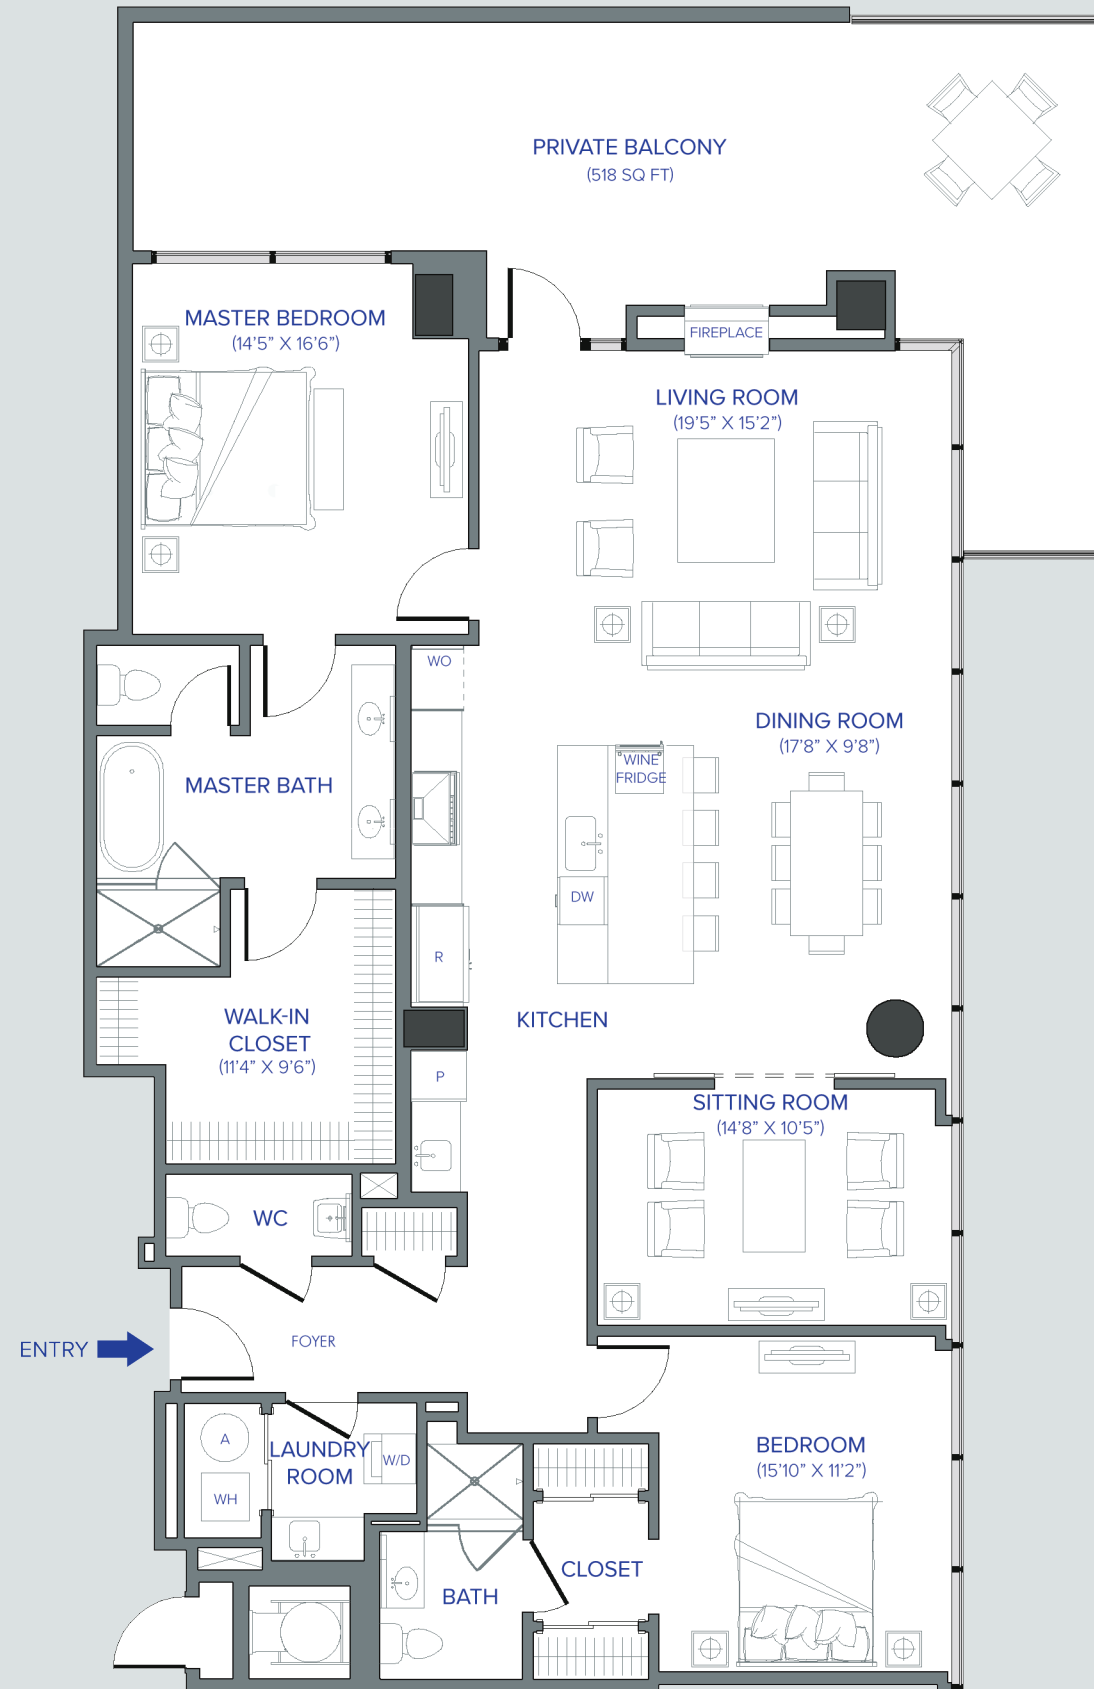 PRIVATE BALCONY
(518 SQ FT)
MASTER BEDROOM
(14'5” X 16'6”)
FIREPLACE
LIVING ROOM
(19'5” X 15'2”)
WO
DINING ROOM
(17'8” X 9'8”)
WINE
FRIDGE
MASTER BATH
DW
R
WALK-IN
CLOSET
(11'4” X 9'6”)
KITCHEN
P
SITTING ROOM
(14'8” X 10'5”)
WC
FOYER
ENTRY
A
LAUNDRY
ROOM
W/D
WH
BEDROOM
(15'10” X 11'2”)
CLOSET
BATH